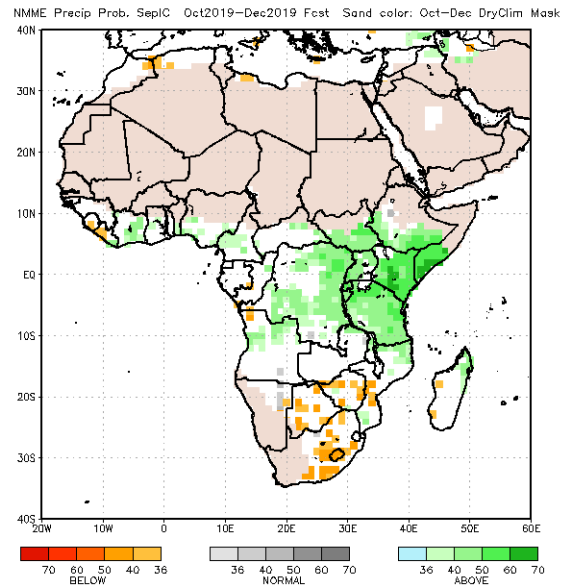 NMME Precip Prob. SepIC Oct2019-Dec2019 Fcst Sand color: Oct-Dec DryClim Mask
40N
30N
20N
10N
EQ
10S
20S
30S
40S
20W 10W 0 10E 20E 30E 40E 50E 60E
70 60 50 40 36 36 40 50 60 70 36 40 50 60 70
BELOW NORMAL ABOVE